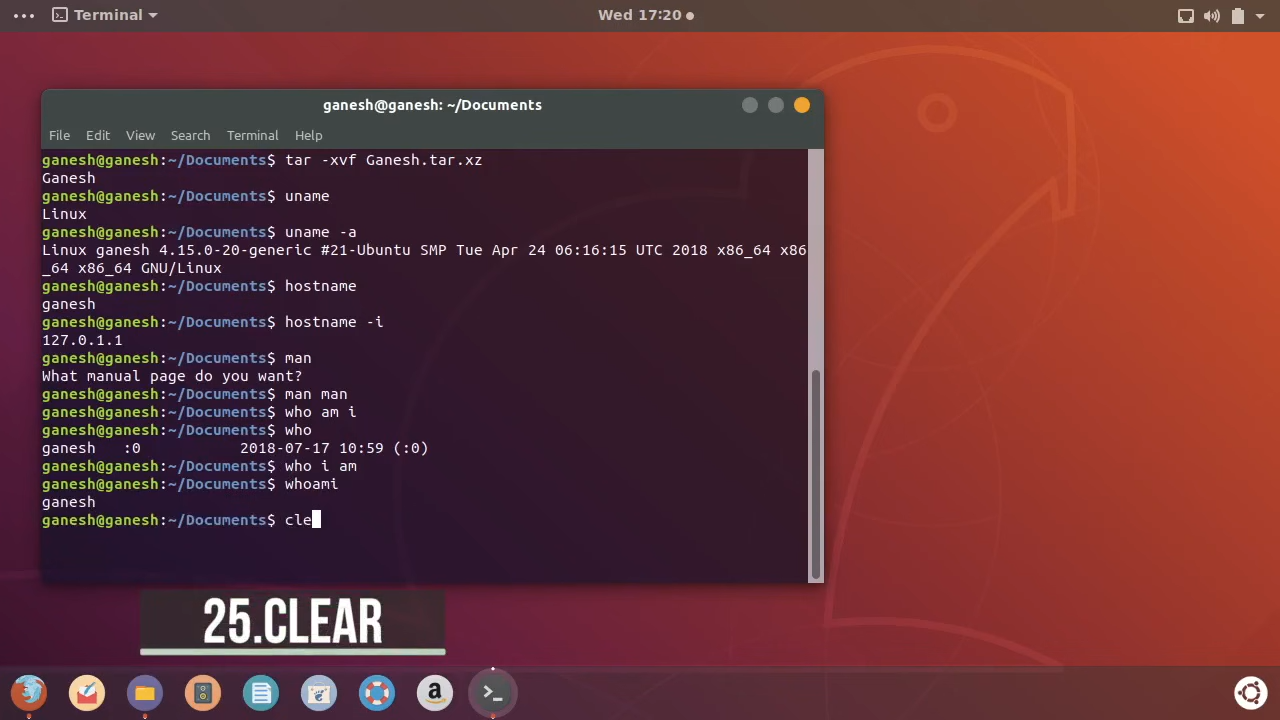 Terminal
Wed 17:20
ganesh@ganesh: ~/Documents
File Edit View Search Terminal Help
ganesh@ganesh:~/Documents$ tar -xvf Ganesh.tar.xz
Ganesh
ganesh@ganesh:~/Documents$ uname
Linux
ganesh@ganesh:~/Documents$ uname -a
Linux ganesh 4.15.0-20-generic #21-Ubuntu SMP Tue Apr 24 06:16:15 UTC 2018 x86_64 x86
_64 x86_64 GNU/Linux
ganesh@ganesh:~/Documents$ hostname
ganesh
ganesh@ganesh:~/Documents$ hostname -i
127.0.1.1
ganesh@ganesh:~/Documents$ man
What manual page do you want?
ganesh@ganesh:~/Documents$ man man
ganesh@ganesh:~/Documents$ who am i
ganesh@ganesh:~/Documents$ who
ganesh   :0           2018-07-17 10:59 (:0)
ganesh@ganesh:~/Documents$ who i am
ganesh@ganesh:~/Documents$ whoami
ganesh
ganesh@ganesh:~/Documents$ cle
25.CLEAR